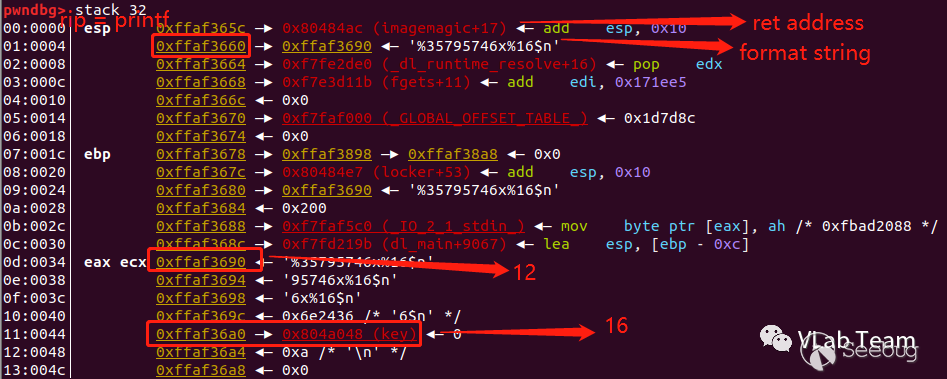 pwndbg> stack 32
rip = printf
00:0000│ esp 0xffaf365c —▸ 0x80484ac (imagemagic+17) ◂— add esp, 0x10
ret address
01:0004│ 0xffaf3660 —▸ 0xffaf3690 ◂— '%35795746x%16$n'
format string
02:0008│ 0xffaf3664 —▸ 0xf7fe2de0 (_dl_runtime_resolve+16) ◂— pop edx
03:000c│ 0xffaf3668 —▸ 0xf7e3d11b (fgets+11) ◂— add edi, 0x171ee5
04:0010│ 0xffaf366c ◂— 0x0
05:0014│ 0xffaf3670 —▸ 0xf7faf000 (_GLOBAL_OFFSET_TABLE_) ◂— 0x1d7d8c
06:0018│ 0xffaf3674 ◂— 0x0
07:001c│ ebp 0xffaf3678 —▸ 0xffaf3898 —▸ 0xffaf38a8 ◂— 0x0
08:0020│ 0xffaf367c —▸ 0x80484e7 (locker+53) ◂— add esp, 0x10
09:0024│ 0xffaf3680 —▸ 0xffaf3690 ◂— '%35795746x%16$n'
0a:0028│ 0xffaf3684 ◂— 0x200
0b:002c│ 0xffaf3688 —▸ 0xf7faf5c0 (_IO_2_1_stdin_) ◂— mov byte ptr [eax], ah /* 0xfbad2088 */
0c:0030│ 0xffaf368c —▸ 0xf7fd219b (dl_main+9067) ◂— lea esp, [ebp - 0xc]
0d:0034│ eax ecx 0xffaf3690 ◂— '%35795746x%16$n'
12
0e:0038│ 0xffaf3694 ◂— '95746x%16$n'
0f:003c│ 0xffaf3698 ◂— '6x%16$n'
10:0040│ 0xffaf369c ◂— 0x6e2436 /* '6$n' */
16
11:0044│ 0xffaf36a0 —▸ 0x804a048 (key) ◂— 0
12:0048│ 0xffaf36a4 ◂— 0xa /* '\n' */
13:004c│ 0xffaf36a8 ◂— 0x0
VLab Team
Seebug